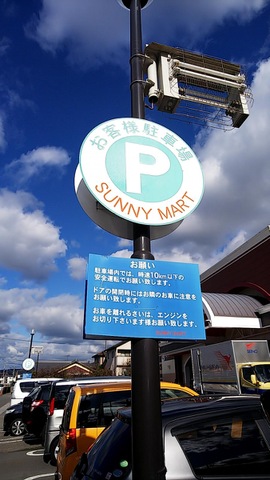 お客様駐車場
P
SUNNY MART
お願い
駐車場内では、時速10km以下の
安全運転でお願い致します。
ドアの開閉時にはお隣のお車に注意を
お願い致します。
お車を離れるさいは、エンジンを
お切り下さいます様お願い致します。